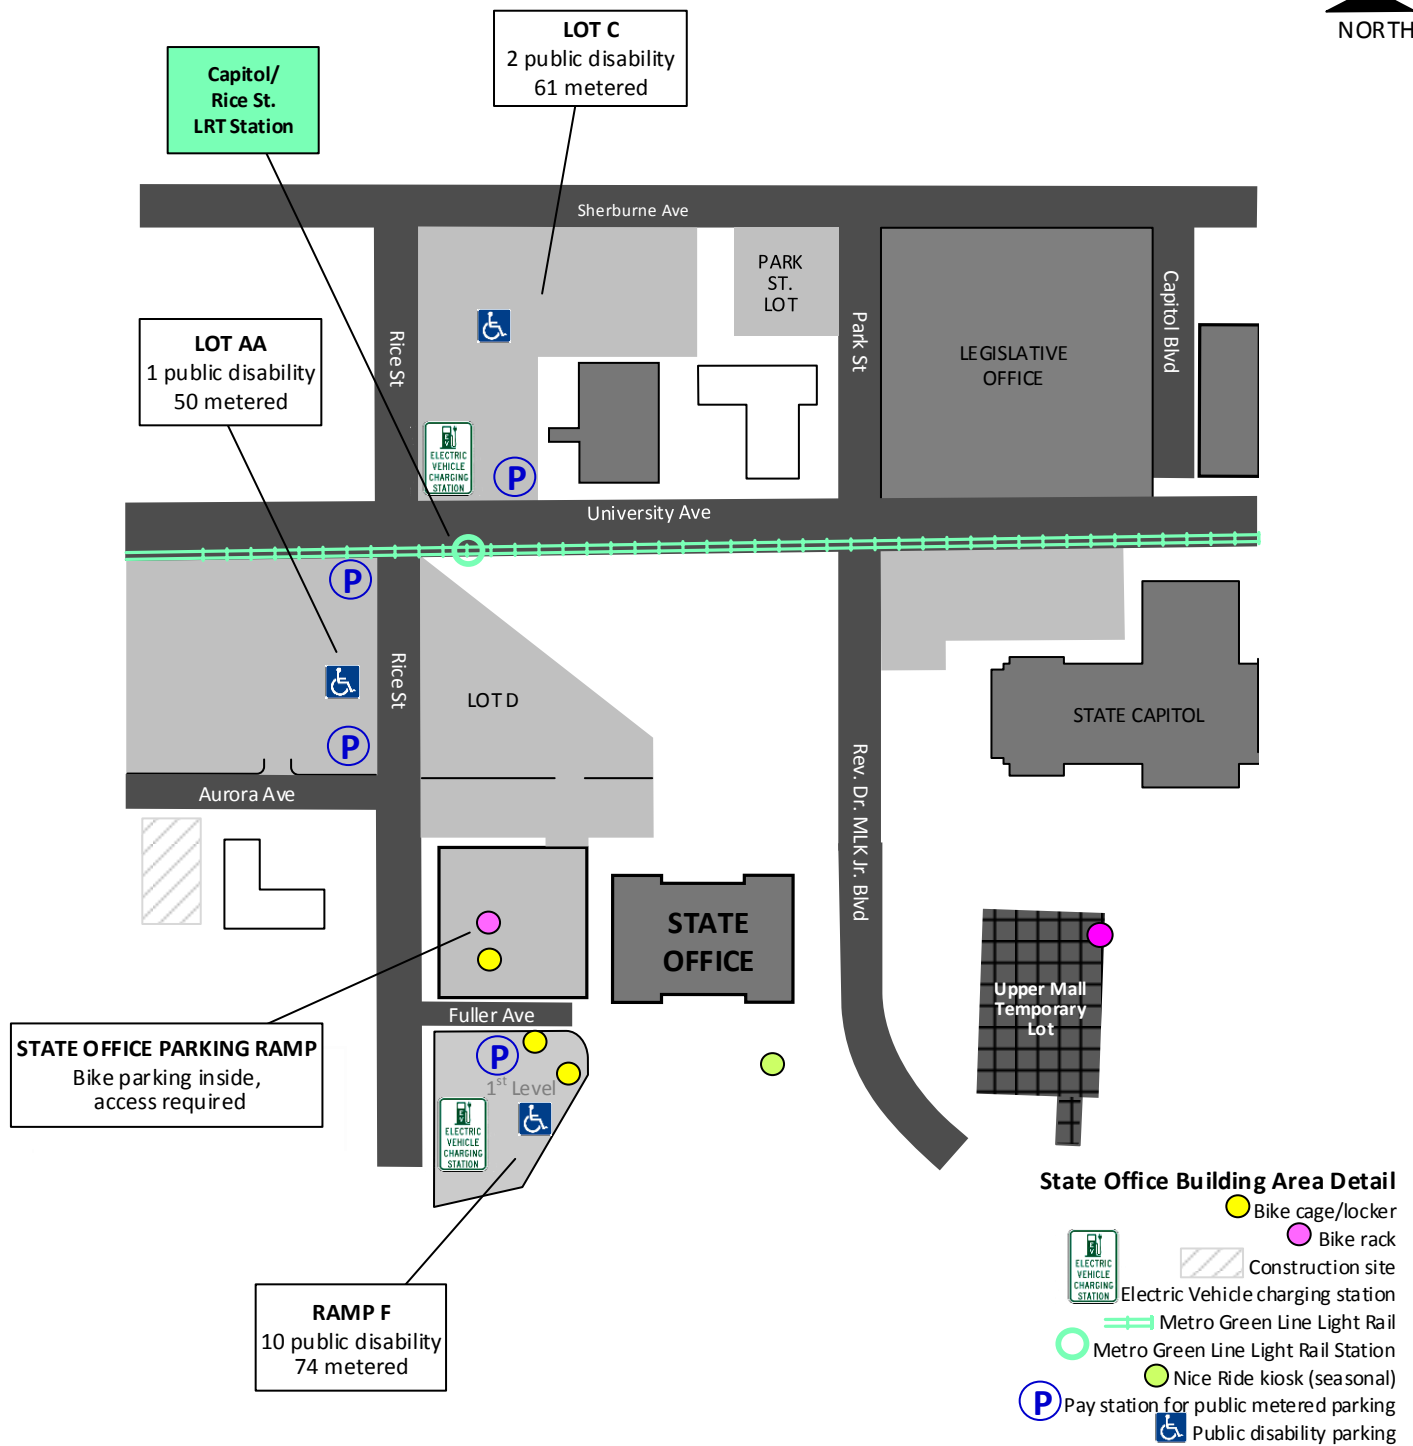 NORTH
LOT C
2 public disability
61 metered
Capitol/
Rice St.
LRT Station
Sherburne Ave
PARK
ST.
LOT
Rice St
Park St
Capitol Blvd
LEGISLATIVE
OFFICE
LOT AA
1 public disability
50 metered
ELECTRIC
VEHICLE
CHARGING
STATION
P
University Ave
P
Rice St
LOT D
STATE CAPITOL
P
Aurora Ave
Rev. Dr. MLK Jr. Blvd
STATE
OFFICE
Upper Mall
Temporary
Lot
Fuller Ave
STATE OFFICE PARKING RAMP
Bike parking inside,
access required
P
1st Level
ELECTRIC
VEHICLE
CHARGING
STATION
RAMP F
10 public disability
74 metered
State Office Building Area Detail
Bike cage/locker
Bike rack
Construction site
ELECTRIC
VEHICLE
CHARGING
STATION
Electric Vehicle charging station
Metro Green Line Light Rail
Metro Green Line Light Rail Station
Nice Ride kiosk (seasonal)
P Pay station for public metered parking
Public disability parking